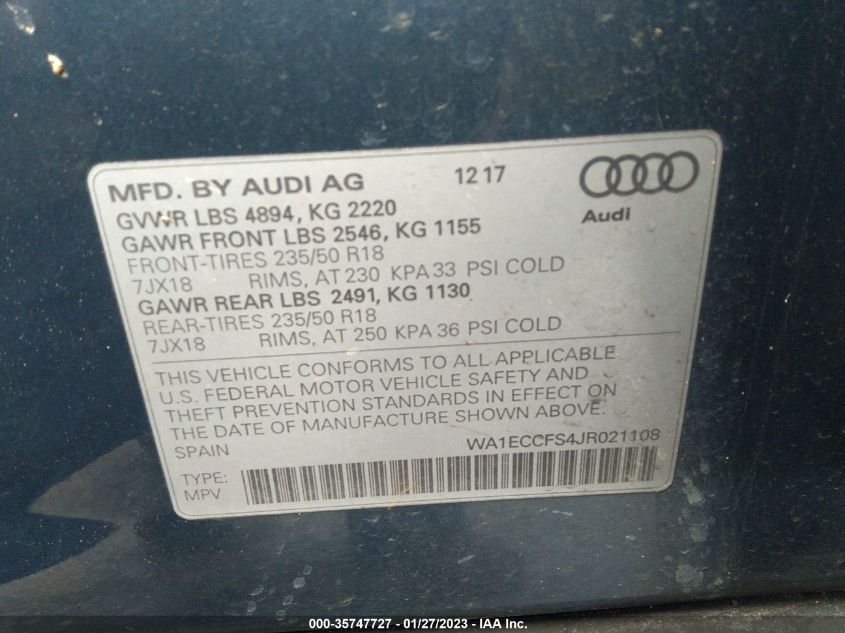 MFD. BY AUDI AG 12 17
Audi
GVWR LBS 4894, KG 2220
GAWR FRONT LBS 2546, KG 1155
FRONT-TIRES 235/50 R18
7JX18 RIMS, AT 230 KPA 33 PSI COLD
GAWR REAR LBS 2491, KG 1130
REAR-TIRES 235/50 R18
7JX18 RIMS, AT 250 KPA 36 PSI COLD
THIS VEHICLE CONFORMS TO ALL APPLICABLE
U.S. FEDERAL MOTOR VEHICLE SAFETY AND
THEFT PREVENTION STANDARDS IN EFFECT ON
THE DATE OF MANUFACTURE SHOWN ABOVE.
SPAIN WA1ECCFS4JR021108
TYPE:
MPV
000-35747727 - 01/27/2023 - IAA Inc.